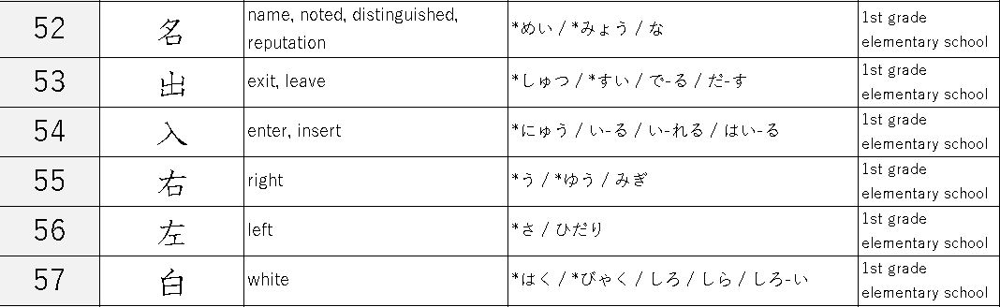 52 名 name, noted, distinguished, reputation *めい / *みょう / な 1st grade elementary school
53 出 exit, leave *しゅつ / *すい / で-る / だ-す 1st grade elementary school
54 入 enter, insert *にゅう / い-る / い-れる / はい-る 1st grade elementary school
55 右 right *う / *ゆう / みぎ 1st grade elementary school
56 左 left *さ / ひだり 1st grade elementary school
57 白 white *はく / *びゃく / しろ / しら / しろ-い 1st grade elementary school